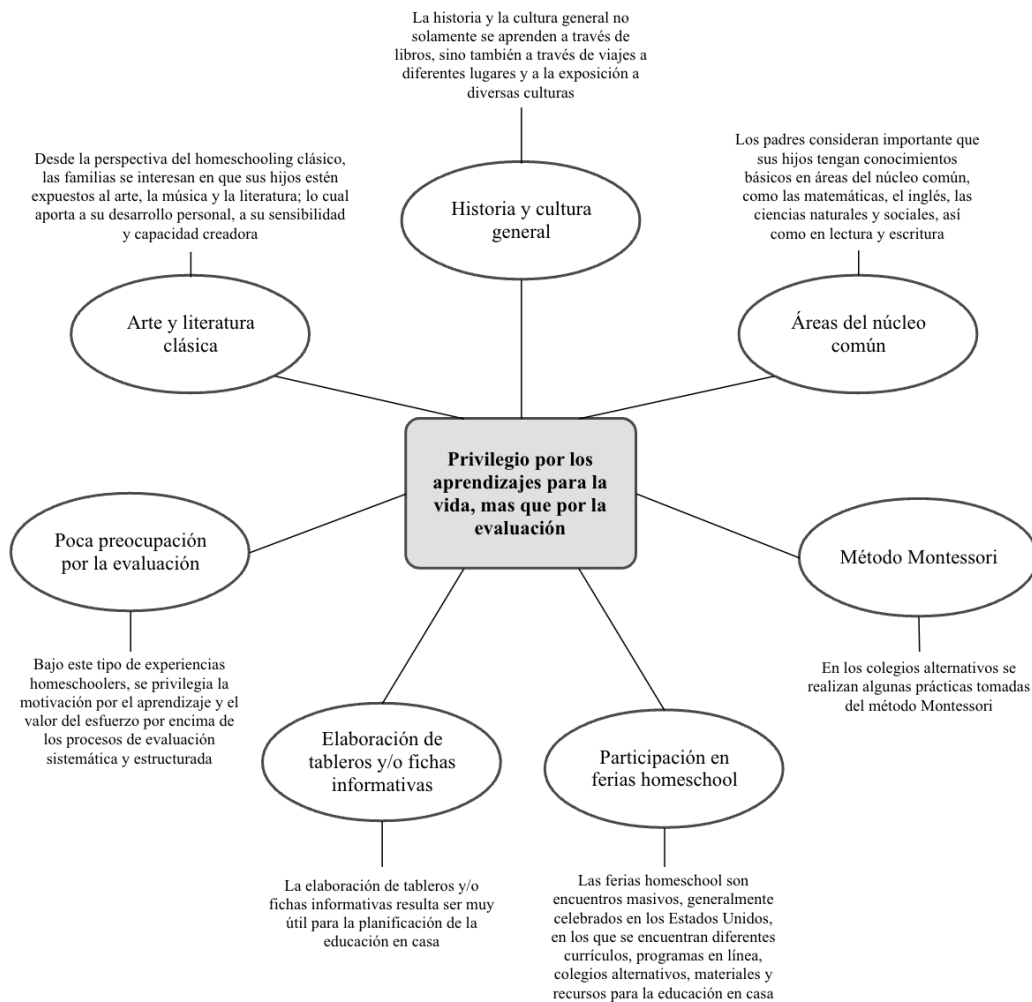 La historia y la cultura general no
solamente se aprenden a través de
libros, sino también a través de viajes a
diferentes lugares y a la exposición a
diversas culturas
Historia y cultura
general
Desde la perspectiva del homeschooling clásico,
las familias se interesan en que sus hijos estén
expuestos al arte, la música y la literatura; lo cual
aporta a su desarrollo personal, a su sensibilidad
y capacidad creadora
Arte y literatura
clásica
Los padres consideran importante que
sus hijos tengan conocimientos
básicos en áreas del núcleo común,
como las matemáticas, el inglés, las
ciencias naturales y sociales, así
como en lectura y escritura
Áreas del núcleo
común
Privilegio por los
aprendizajes para la
vida, mas que por la
evaluación
Poca preocupación
por la evaluación
Bajo este tipo de experiencias
homeschoolers, se privilegia la
motivación por el aprendizaje y el
valor del esfuerzo por encima de
los procesos de evaluación
sistemática y estructurada
Método Montessori
En los colegios alternativos se
realizan algunas prácticas tomadas
del método Montessori
Elaboración de
tableros y/o fichas
informativas
La elaboración de tableros y/o
fichas informativas resulta ser muy
útil para la planificación de la
educación en casa
Participación en
ferias homeschool
Las ferias homeschool son
encuentros masivos, generalmente
celebrados en los Estados Unidos,
en los que se encuentran diferentes
currículos, programas en línea,
colegios alternativos, materiales y
recursos para la educación en casa